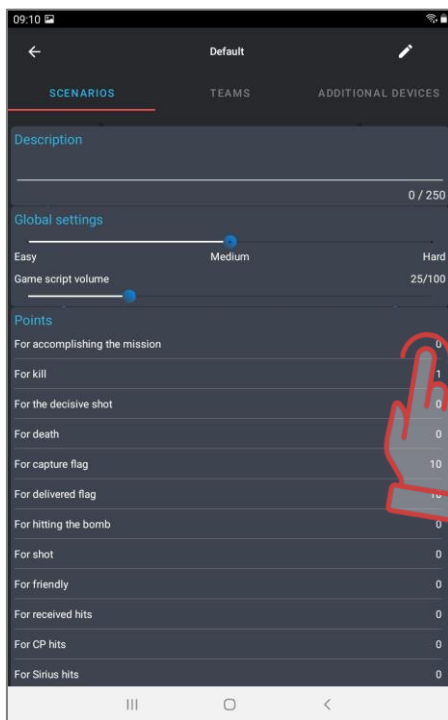 09:10
Default
SCENARIOS TEAMS ADDITIONAL DEVICES
Description
0 / 250
Global settings
Easy Medium Hard
Game script volume 25/100
Points
For accomplishing the mission 0
For kill 1
For the decisive shot 0
For death 0
For capture flag 10
For delivered flag 10
For hitting the bomb 0
For shot 0
For friendly 0
For received hits 0
For CP hits 0
For Sirius hits 0